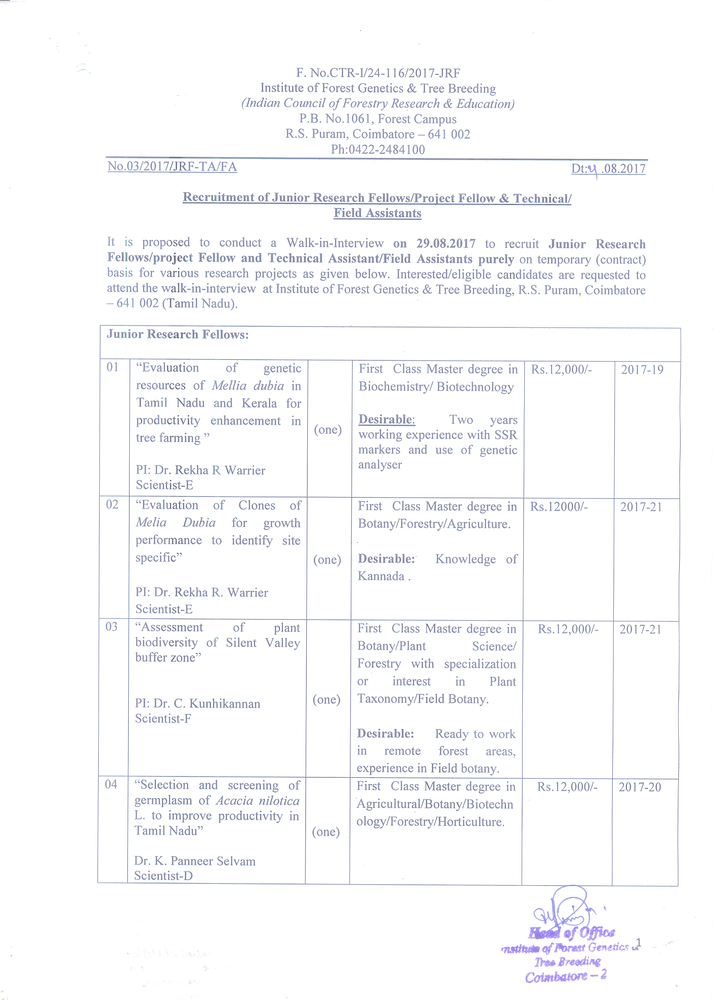 F. No.CTR-I/24-116/2017-JRF
Institute of Forest Genetics & Tree Breeding
(Indian Council of Forestry Research & Education)
P.B. No.1061, Forest Campus
R.S. Puram, Coimbatore – 641 002
Ph:0422-2484100
No.03/2017/JRF-TA/FA
Dt: .08.2017
Recruitment of Junior Research Fellows/Project Fellow & Technical/
Field Assistants
It is proposed to conduct a Walk-in-Interview on 29.08.2017 to recruit Junior Research
Fellows/project Fellow and Technical Assistant/Field Assistants purely on temporary (contract)
basis for various research projects as given below. Interested/eligible candidates are requested to
attend the walk-in-interview at Institute of Forest Genetics & Tree Breeding, R.S. Puram, Coimbatore
– 641 002 (Tamil Nadu).
Junior Research Fellows:
01
“Evaluation of genetic
resources of Mellia dubia in
Tamil Nadu and Kerala for
productivity enhancement in
tree farming ”
PI: Dr. Rekha R Warrier
Scientist-E
(one)
First Class Master degree in
Biochemistry/ Biotechnology
Desirable: Two years
working experience with SSR
markers and use of genetic
analyser
Rs.12,000/-
2017-19
02
“Evaluation of Clones of
Melia Dubia for growth
performance to identify site
specific”
PI: Dr. Rekha R. Warrier
Scientist-E
(one)
First Class Master degree in
Botany/Forestry/Agriculture.
.
Desirable: Knowledge of
Kannada .
Rs.12000/-
2017-21
03
“Assessment of plant
biodiversity of Silent Valley
buffer zone”
PI: Dr. C. Kunhikannan
Scientist-F
(one)
First Class Master degree in
Botany/Plant Science/
Forestry with specialization
or interest in Plant
Taxonomy/Field Botany.
Desirable: Ready to work
in remote forest areas,
experience in Field botany.
Rs.12,000/-
2017-21
04
“Selection and screening of
germplasm of Acacia nilotica
L. to improve productivity in
Tamil Nadu”
Dr. K. Panneer Selvam
Scientist-D
(one)
First Class Master degree in
Agricultural/Botany/Biotechn
ology/Forestry/Horticulture.
Rs.12,000/-
2017-20
Head of Office
nstitute of Forest Genetics &
Tree Breeding
Coimbatore – 2
1